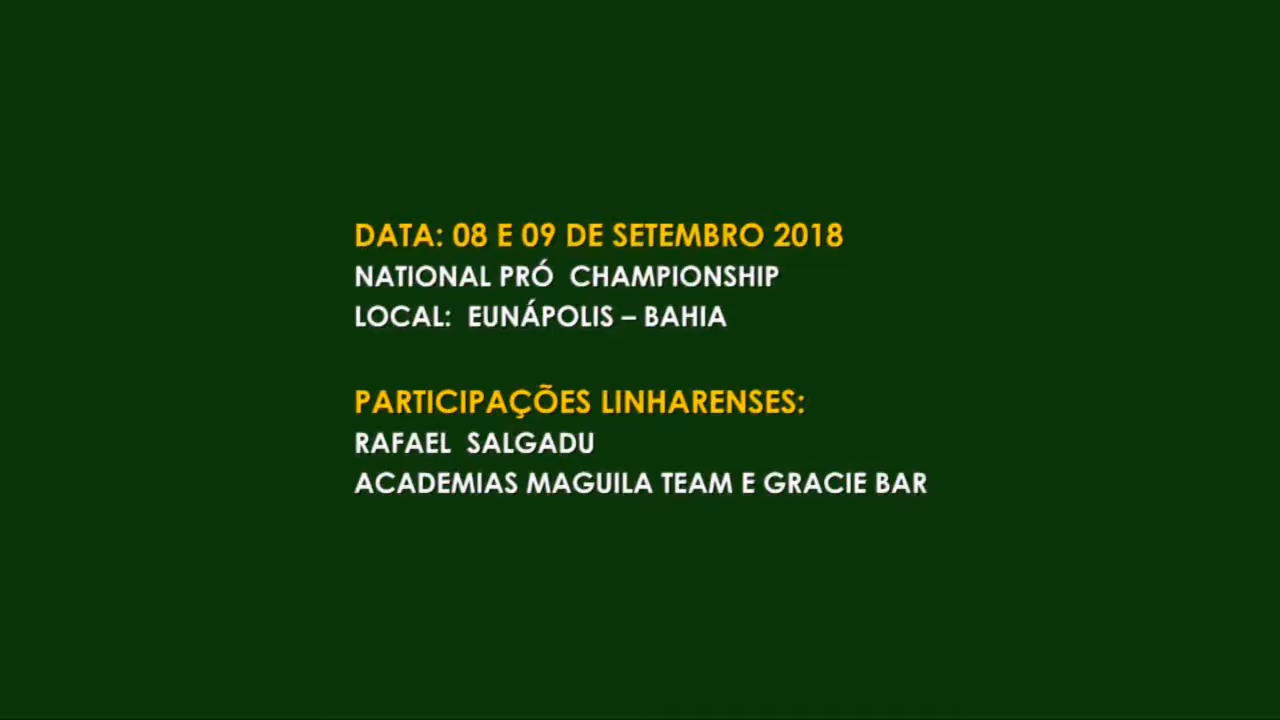 DATA: 08 E 09 DE SETEMBRO 2018
NATIONAL PRÓ CHAMPIONSHIP
LOCAL: EUNÁPOLIS – BAHIA
PARTICIPAÇÕES LINHARENSES:
RAFAEL SALGADU
ACADEMIAS MAGUILA TEAM E GRACIE BAR